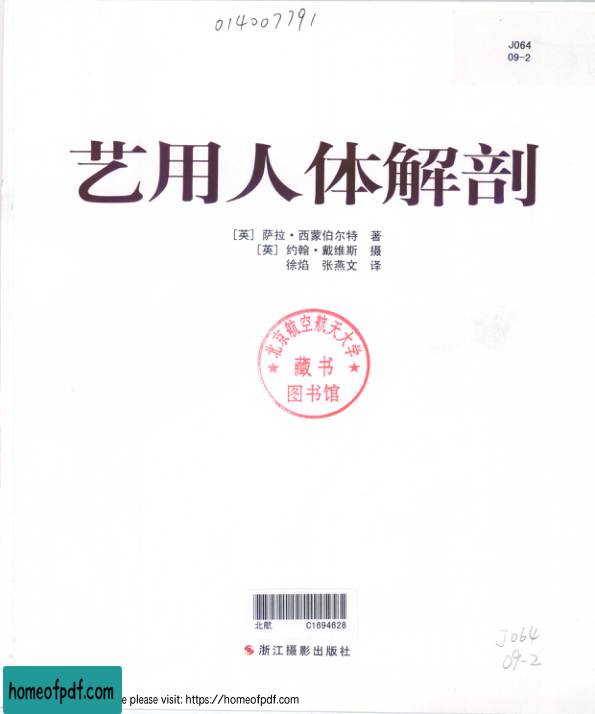 014007791
J064
09-2
艺用人体解剖
[英] 萨拉·西蒙伯尔特 著
[英] 约翰·戴维斯 摄
徐焰 张燕文 译
北京航空航天大学
藏书
图书馆
北航 C1694628
浙江摄影出版社
J064
09-2
homeofpdf.com
e please visit: https://homeofpdf.com